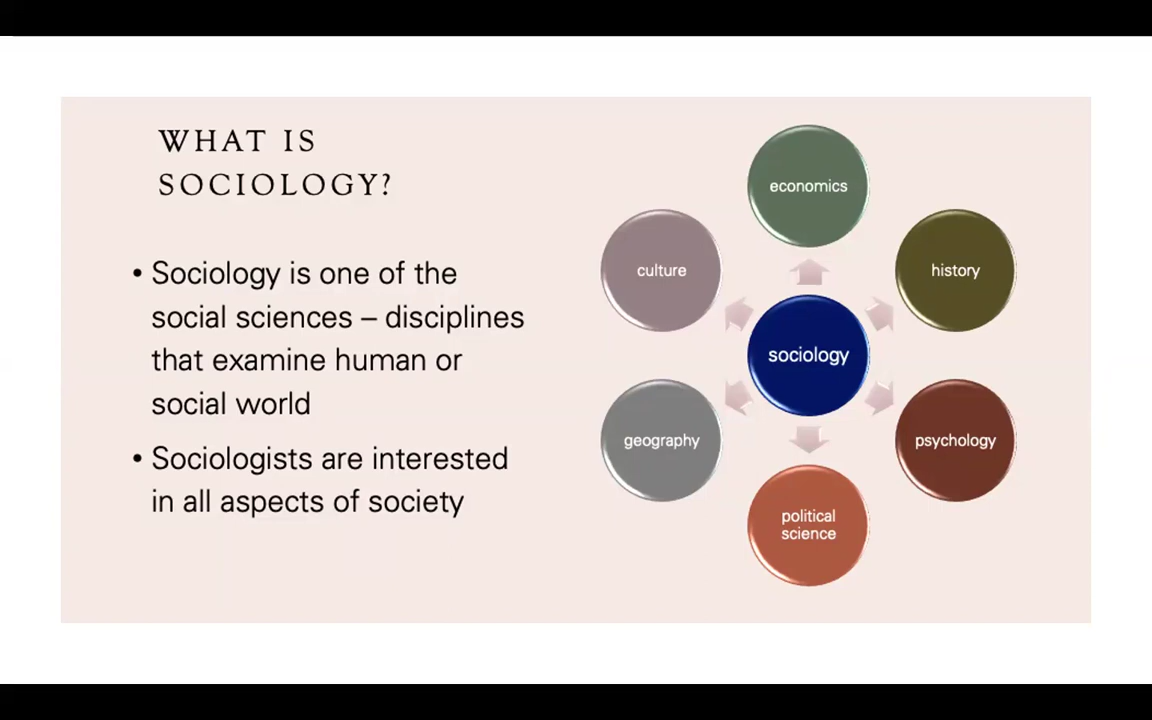 WHAT IS
SOCIOLOGY?
• Sociology is one of the
social sciences – disciplines
that examine human or
social world
• Sociologists are interested
in all aspects of society
economics
culture
history
sociology
geography
psychology
political
science